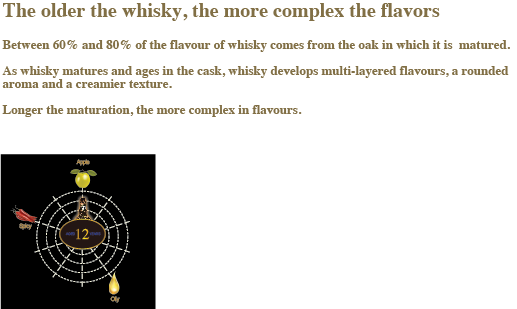 The older the whisky, the more complex the flavors
Between 60% and 80% of the flavour of whisky comes from the oak in which it is matured.
As whisky matures and ages in the cask, whisky develops multi-layered flavours, a rounded
aroma and a creamier texture.
Longer the maturation, the more complex in flavours.
Apple
Spicy
12
Oily